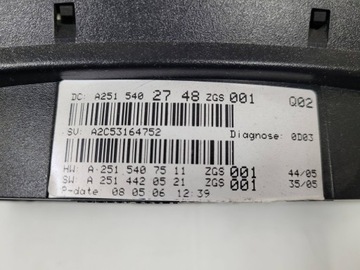 DC: A251 540 27 48 ZGS 001 Q02
SV: A2C53164752 Diagnose: 0D03
HW: A 251 540 75 11 ZGS 001 44/05
SW: A 251 442 05 21 ZGS 001 35/05
P-date 08 05 06 12:39